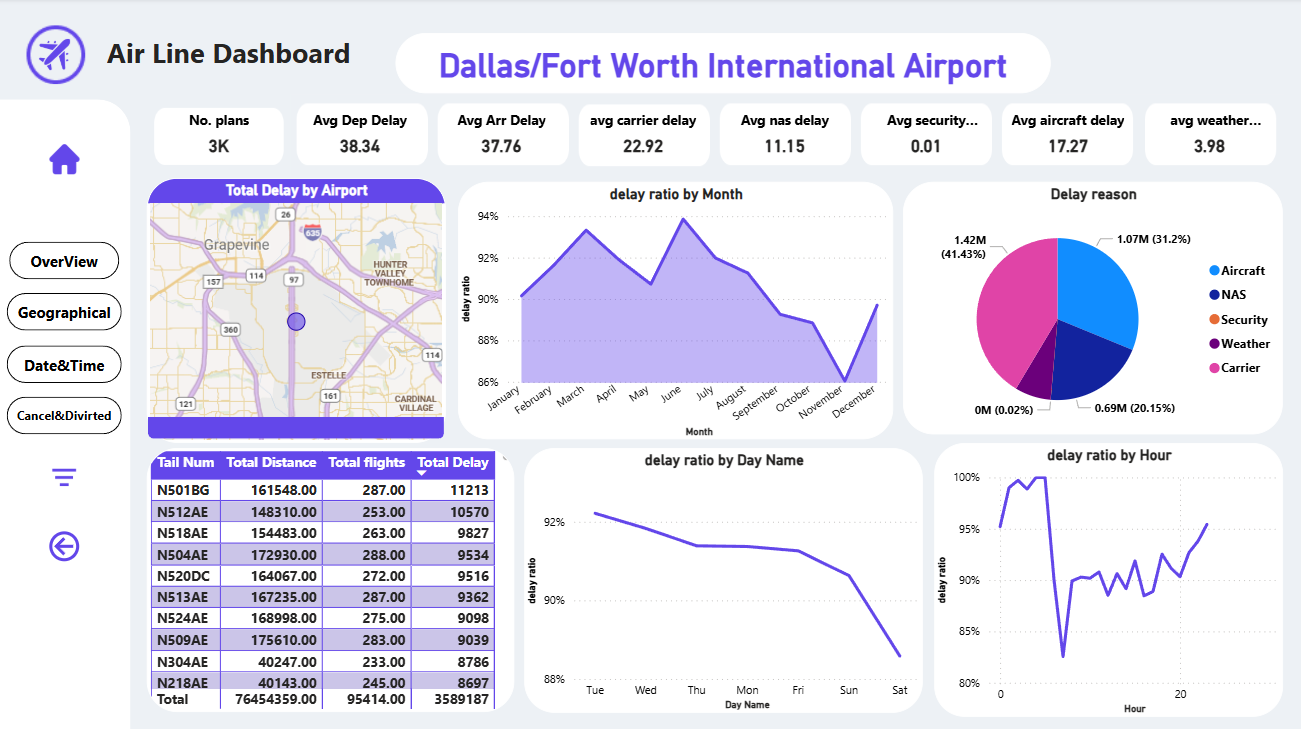 Air Line Dashboard
Dallas/Fort Worth International Airport
No. plans
3K
Avg Dep Delay
38.34
Avg Arr Delay
37.76
avg carrier delay
22.92
Avg nas delay
11.15
Avg security...
0.01
Avg aircraft delay
17.27
avg weather...
3.98
OverView
Geographical
Date&Time
Cancel&Divirted
Total Delay by Airport
26
635
Grapevine
HUNTER
VALLEY
TOWNHOME
114
157
97
360
114
ESTELLE
161
CARDINAL
VILLAGE
121
delay ratio by Month
delay ratio
94%
92%
90%
88%
86%
January
February
March
April
May
June
July
August
September
October
November
December
Month
Delay reason
1.42M
(41.43%)
1.07M (31.2%)
0M (0.02%)
0.69M (20.15%)
Aircraft
NAS
Security
Weather
Carrier
Tail Num Total Distance Total flights Total Delay
N501BG 161548.00 287.00 11213
N512AE 148310.00 253.00 10570
N518AE 154483.00 263.00 9827
N504AE 172930.00 288.00 9534
N520DC 164067.00 272.00 9516
N513AE 167235.00 287.00 9362
N524AE 168998.00 275.00 9098
N509AE 175610.00 283.00 9039
N304AE 40247.00 233.00 8786
N218AE 40143.00 245.00 8697
Total 76454359.00 95414.00 3589187
delay ratio by Day Name
delay ratio
92%
90%
88%
Tue Wed Thu Mon Fri Sun Sat
Day Name
delay ratio by Hour
delay ratio
100%
95%
90%
85%
80%
0 20
Hour